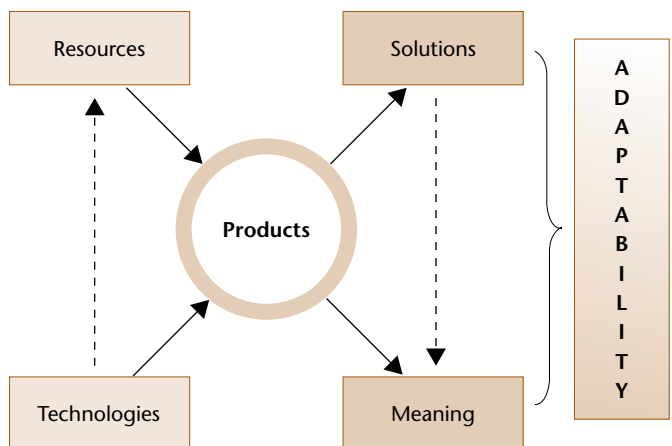 Resources
Solutions
Products
Technologies
Meaning
A
D
A
P
T
A
B
I
L
I
T
Y